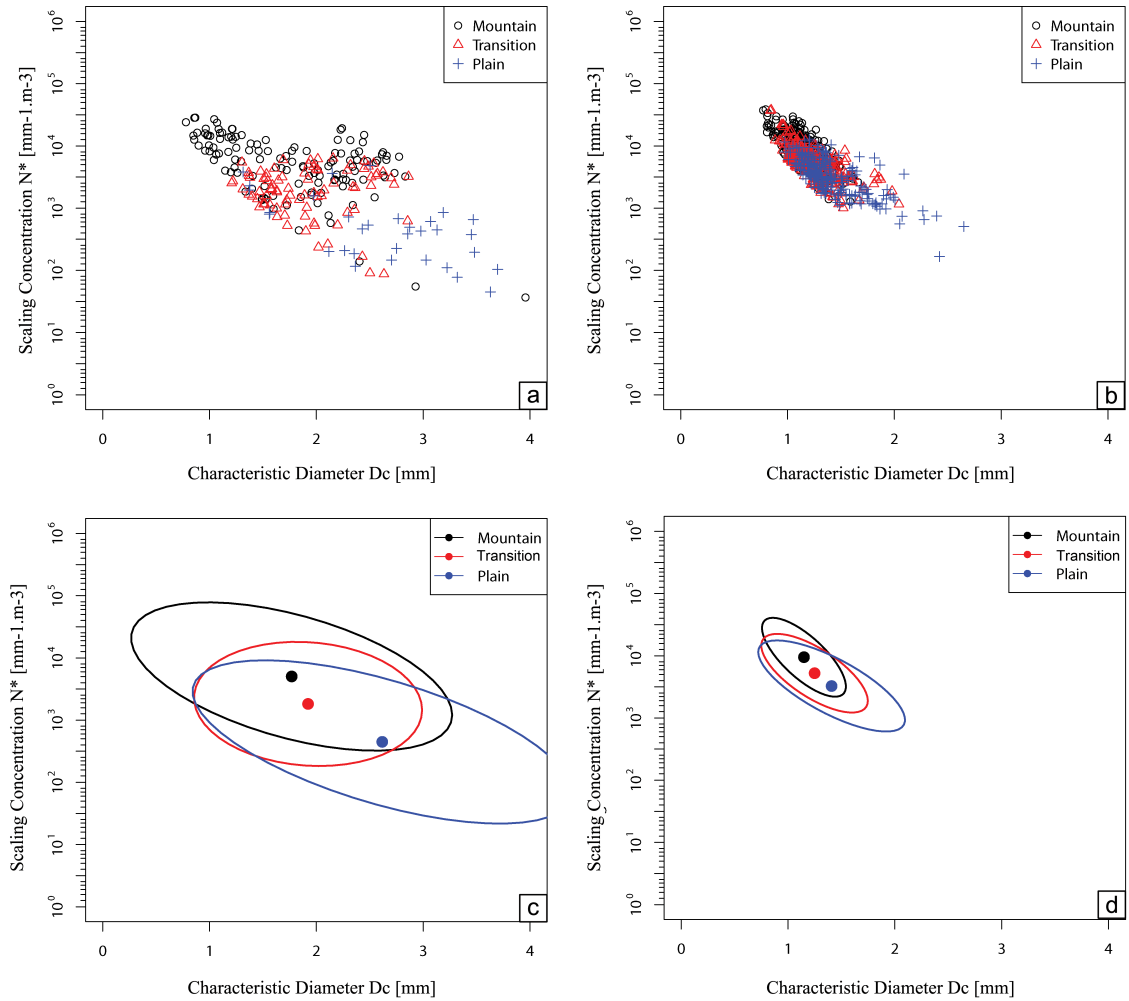 Scaling Concentration N* [mm-1.m-3]
10^6
10^5
10^4
10^3
10^2
10^1
10^0
Mountain
Transition
Plain
a
0 1 2 3 4
Characteristic Diameter Dc [mm]
Scaling Concentration N* [mm-1.m-3]
10^6
10^5
10^4
10^3
10^2
10^1
10^0
Mountain
Transition
Plain
b
0 1 2 3 4
Characteristic Diameter Dc [mm]
Scaling Concentration N* [mm-1.m-3]
10^6
10^5
10^4
10^3
10^2
10^1
10^0
Mountain
Transition
Plain
c
0 1 2 3 4
Characteristic Diameter Dc [mm]
Scaling Concentration N* [mm-1.m-3]
10^6
10^5
10^4
10^3
10^2
10^1
10^0
Mountain
Transition
Plain
d
0 1 2 3 4
Characteristic Diameter Dc [mm]